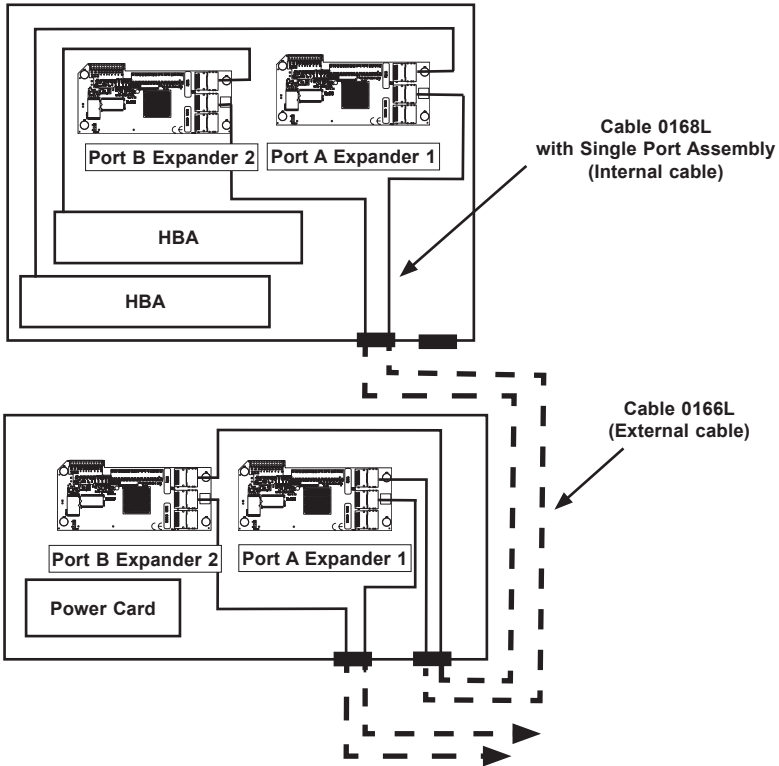 Port B Expander 2
Port A Expander 1
HBA
HBA
Cable 0168L
with Single Port Assembly
(Internal cable)
Cable 0166L
(External cable)
Port B Expander 2
Port A Expander 1
Power Card